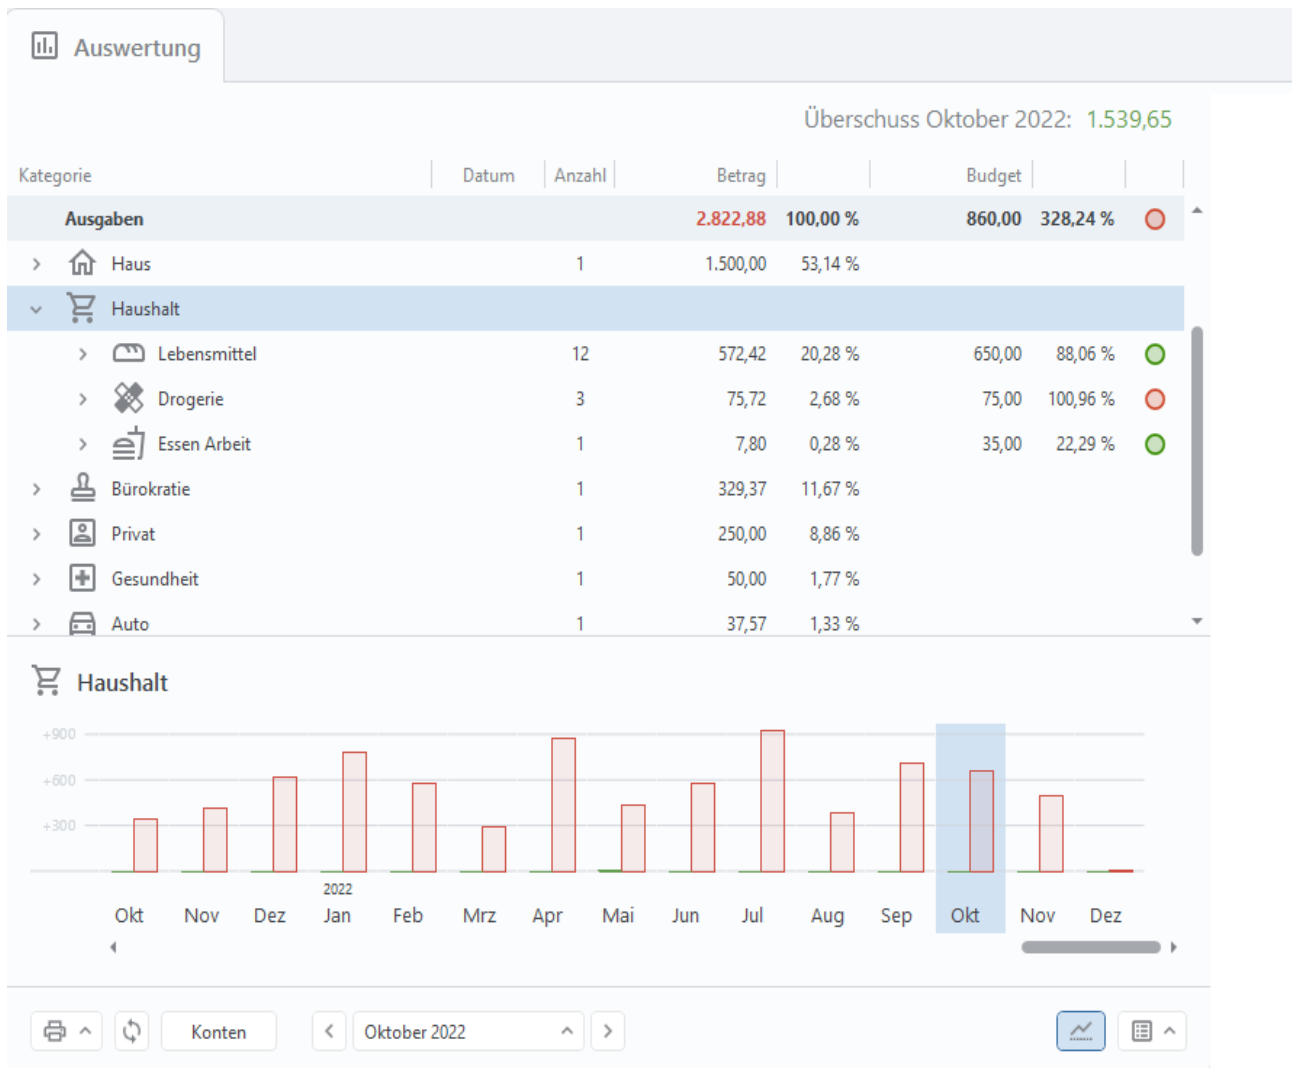 Auswertung
Überschuss Oktober 2022: 1.539,65
Kategorie Datum Anzahl Betrag Budget
Ausgaben 2.822,88 100,00 % 860,00 328,24 %
Haus 1 1.500,00 53,14 %
Haushalt
Lebensmittel 12 572,42 20,28 % 650,00 88,06 %
Drogerie 3 75,72 2,68 % 75,00 100,96 %
Essen Arbeit 1 7,80 0,28 % 35,00 22,29 %
Bürokratie 1 329,37 11,67 %
Privat 1 250,00 8,86 %
Gesundheit 1 50,00 1,77 %
Auto 1 37,57 1,33 %
Haushalt
+900
+600
+300
2022
Okt Nov Dez Jan Feb Mrz Apr Mai Jun Jul Aug Sep Okt Nov Dez
Konten Oktober 2022